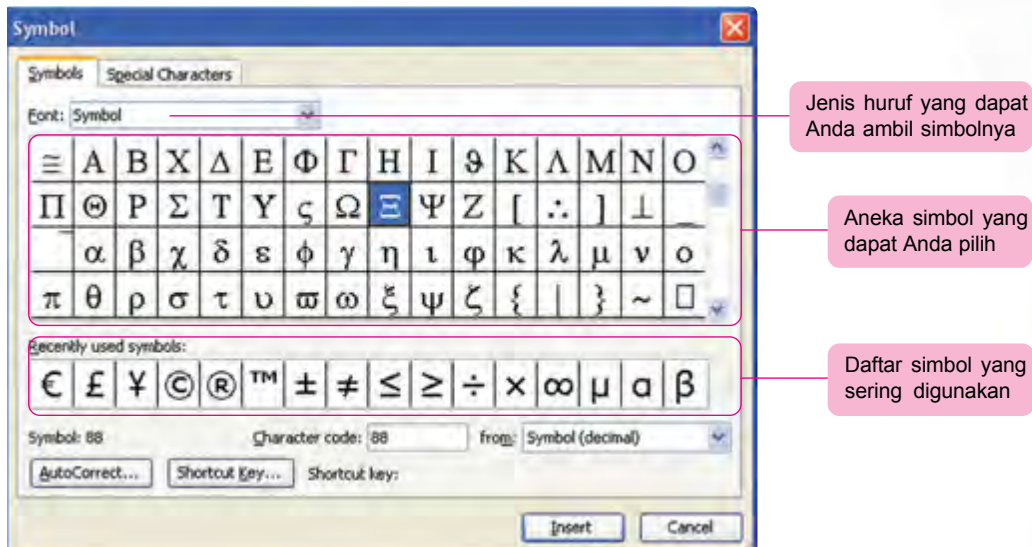 Symbol
Symbols Special Characters
Font: Symbol
Jenis huruf yang dapat
Anda ambil simbolnya
≅ Α Β Χ Δ Ε Φ Γ Η Ι ϑ Κ Λ Μ Ν Ο
Π Θ Ρ Σ Τ Υ ς Ω Ξ Ψ Ζ [ ∴ ] ⊥ _
‾ α β χ δ ε φ γ η ι ϕ κ λ μ ν ο
π θ ρ σ τ υ ϖ ω ξ ψ ζ { | } ~ □
Aneka simbol yang
dapat Anda pilih
Recently used symbols:
€ £ ¥ © ® ™ ± ≠ ≤ ≥ ÷ × ∞ µ α β
Daftar simbol yang
sering digunakan
Symbol: 88 Character code: 88 from: Symbol (decimal)
AutoCorrect... Shortcut Key... Shortcut key:
Insert Cancel